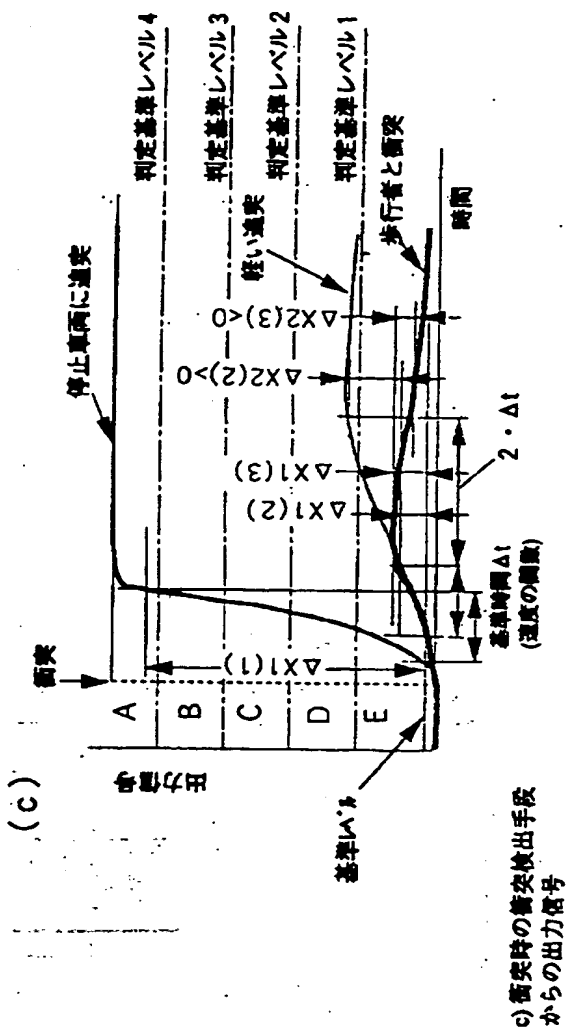 (c)
停止車両に追突
衝突
出力信号
A
B
C
D
E
判定基準レベル4
判定基準レベル3
判定基準レベル2
判定基準レベル1
軽い追突
歩行者と衝突
時間
ΔX1(1)
ΔX1(2)
ΔX1(3)
ΔX2(2)>0
ΔX2(3)<0
2・Δt
基準時間Δt
(速度の関数)
基準レベル
c) 衝突時の衝突検出手段
からの出力信号